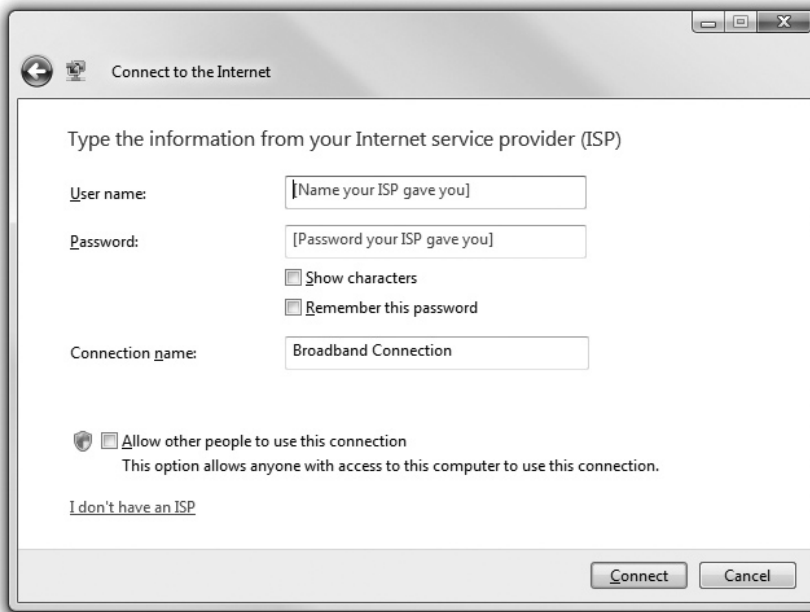 Connect to the Internet
Type the information from your Internet service provider (ISP)
User name:
[Name your ISP gave you]
Password:
[Password your ISP gave you]
Show characters
Remember this password
Connection name:
Broadband Connection
Allow other people to use this connection
This option allows anyone with access to this computer to use this connection.
I don't have an ISP
Connect
Cancel